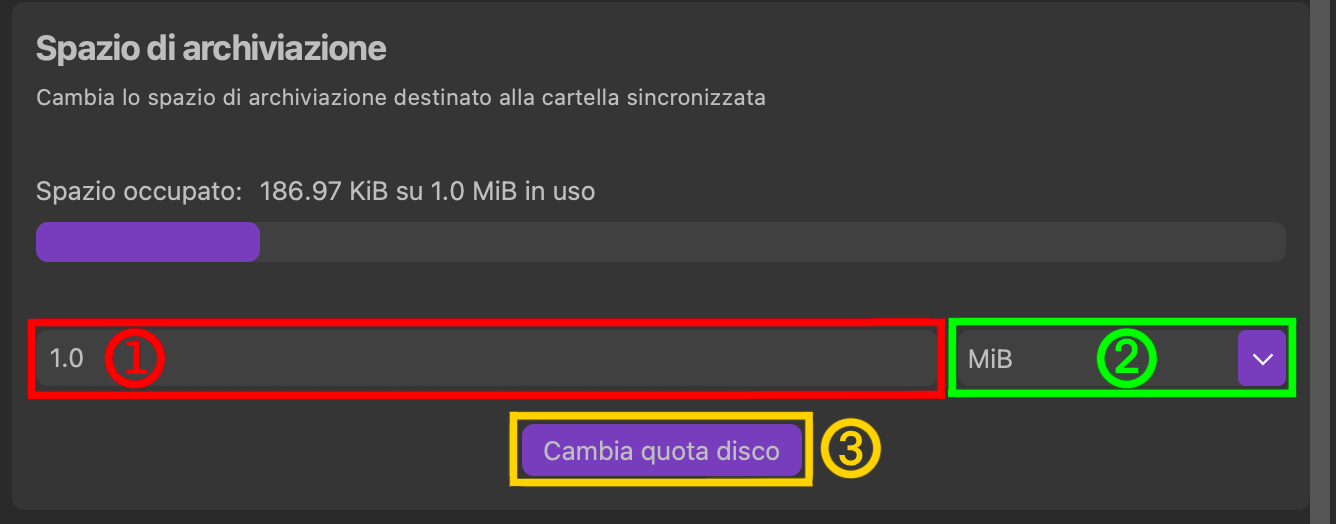 Spazio di archiviazione
Cambia lo spazio di archiviazione destinato alla cartella sincronizzata
Spazio occupato: 186.97 KiB su 1.0 MiB in uso
1.0 ① MiB ②
Cambia quota disco ③